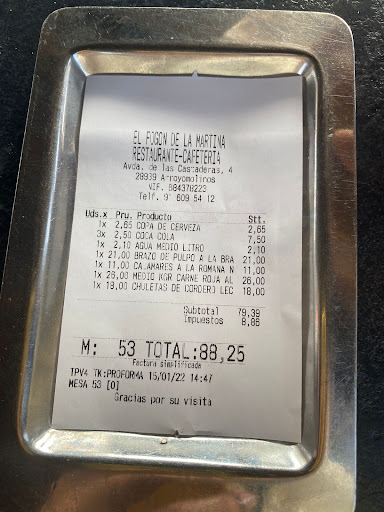 EL FOGON DE LA MARTINA
RESTAURANTE-CAFETERIA
Avda. de las Castañeras, 4
28939 Arroyomolinos
NIF. B84378223
Telf. 91 609 54 12
Uds.x Pru. Producto Stt.
1x 2,65 COPA DE CERVEZA 2,65
3x 2,50 COCA COLA 7,50
1x 2,10 AGUA MEDIO LITRO 2,10
1x 21,00 BRAZO DE PULPO A LA BRA 21,00
1x 11,00 CALAMARES A LA ROMANA N 11,00
1x 26,00 MEDIO KGR CARNE ROJA AL 26,00
1x 18,00 CHULETAS DE CORDERO LEC 18,00
Subtotal 79,39
Impuestos 8,86
M: 53 TOTAL:88,25
Factura simplificada
TPV4 TK:PROFORMA 15/01/22 14:47
MESA 53 [0]
Gracias por su visita